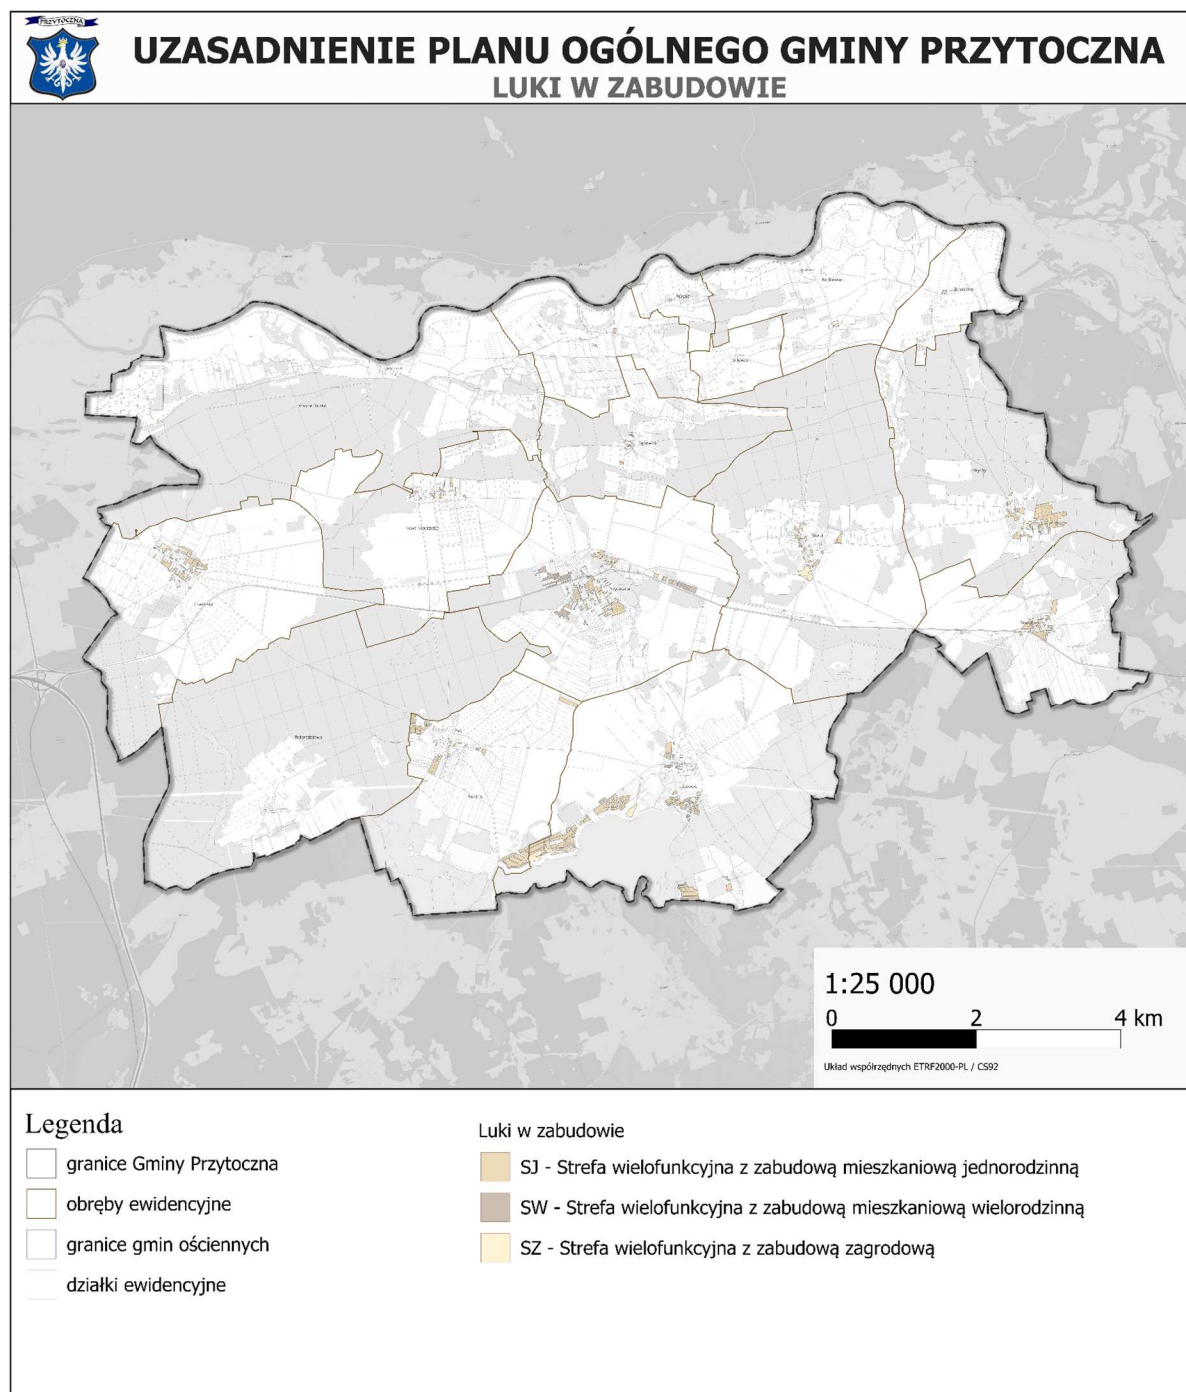 PRZYTOCZNA
UZASADNIENIE PLANU OGÓLNEGO GMINY PRZYTOCZNA
LUKI W ZABUDOWIE
1:25 000
0 2 4 km
Układ współrzędnych ETRF2000-PL / CS92
Legenda
granice Gminy Przytoczna
obręby ewidencyjne
granice gmin ościennych
działki ewidencyjne
Luki w zabudowie
SJ - Strefa wielofunkcyjna z zabudową mieszkaniową jednorodzinną
SW - Strefa wielofunkcyjna z zabudową mieszkaniową wielorodzinną
SZ - Strefa wielofunkcyjna z zabudową zagrodową